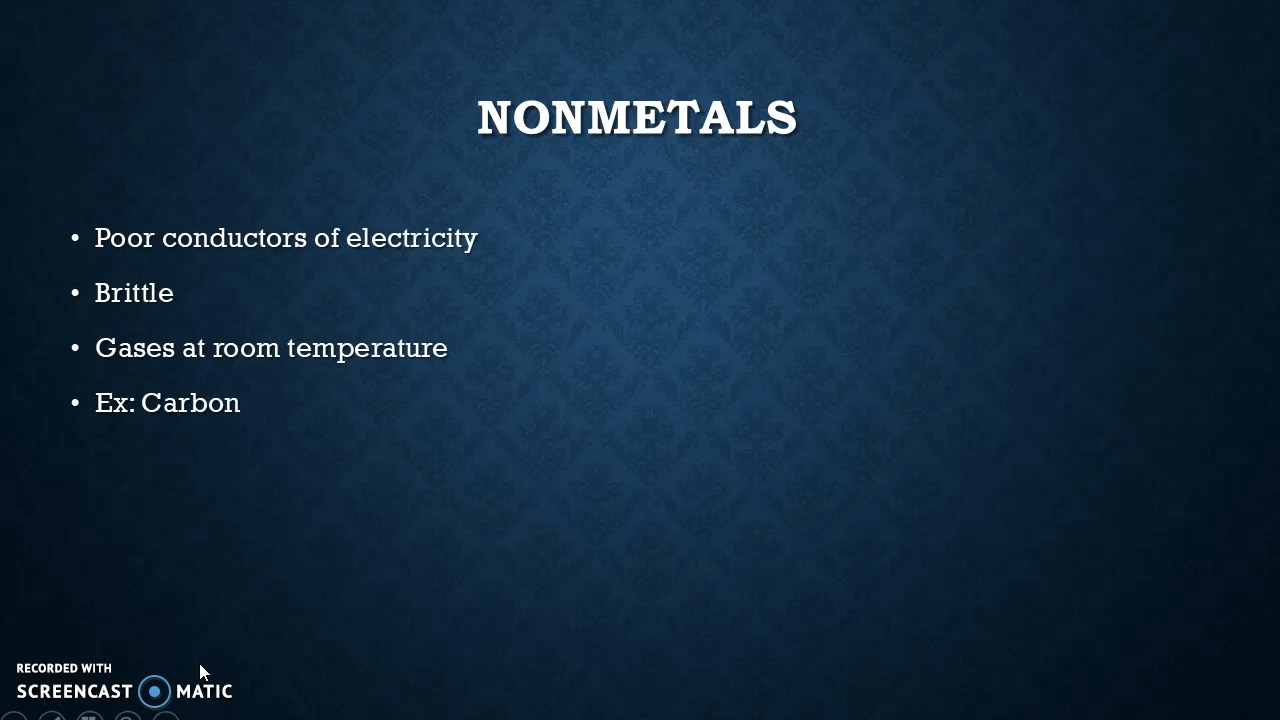 NONMETALS
• Poor conductors of electricity
• Brittle
• Gases at room temperature
• Ex: Carbon
RECORDED WITH
SCREENCAST MATIC